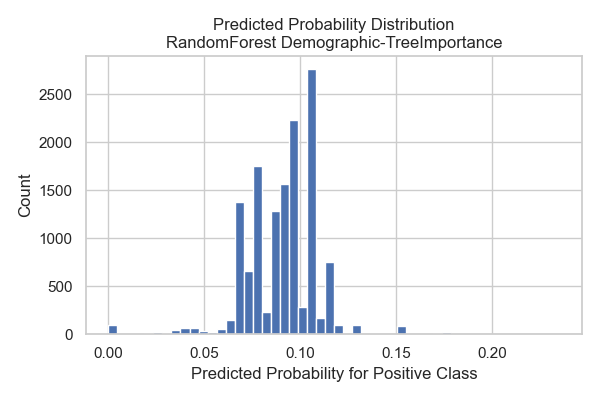 Predicted Probability Distribution
RandomForest Demographic-TreeImportance
2500
2000
1500
1000
500
0
Count
0.00 0.05 0.10 0.15 0.20
Predicted Probability for Positive Class